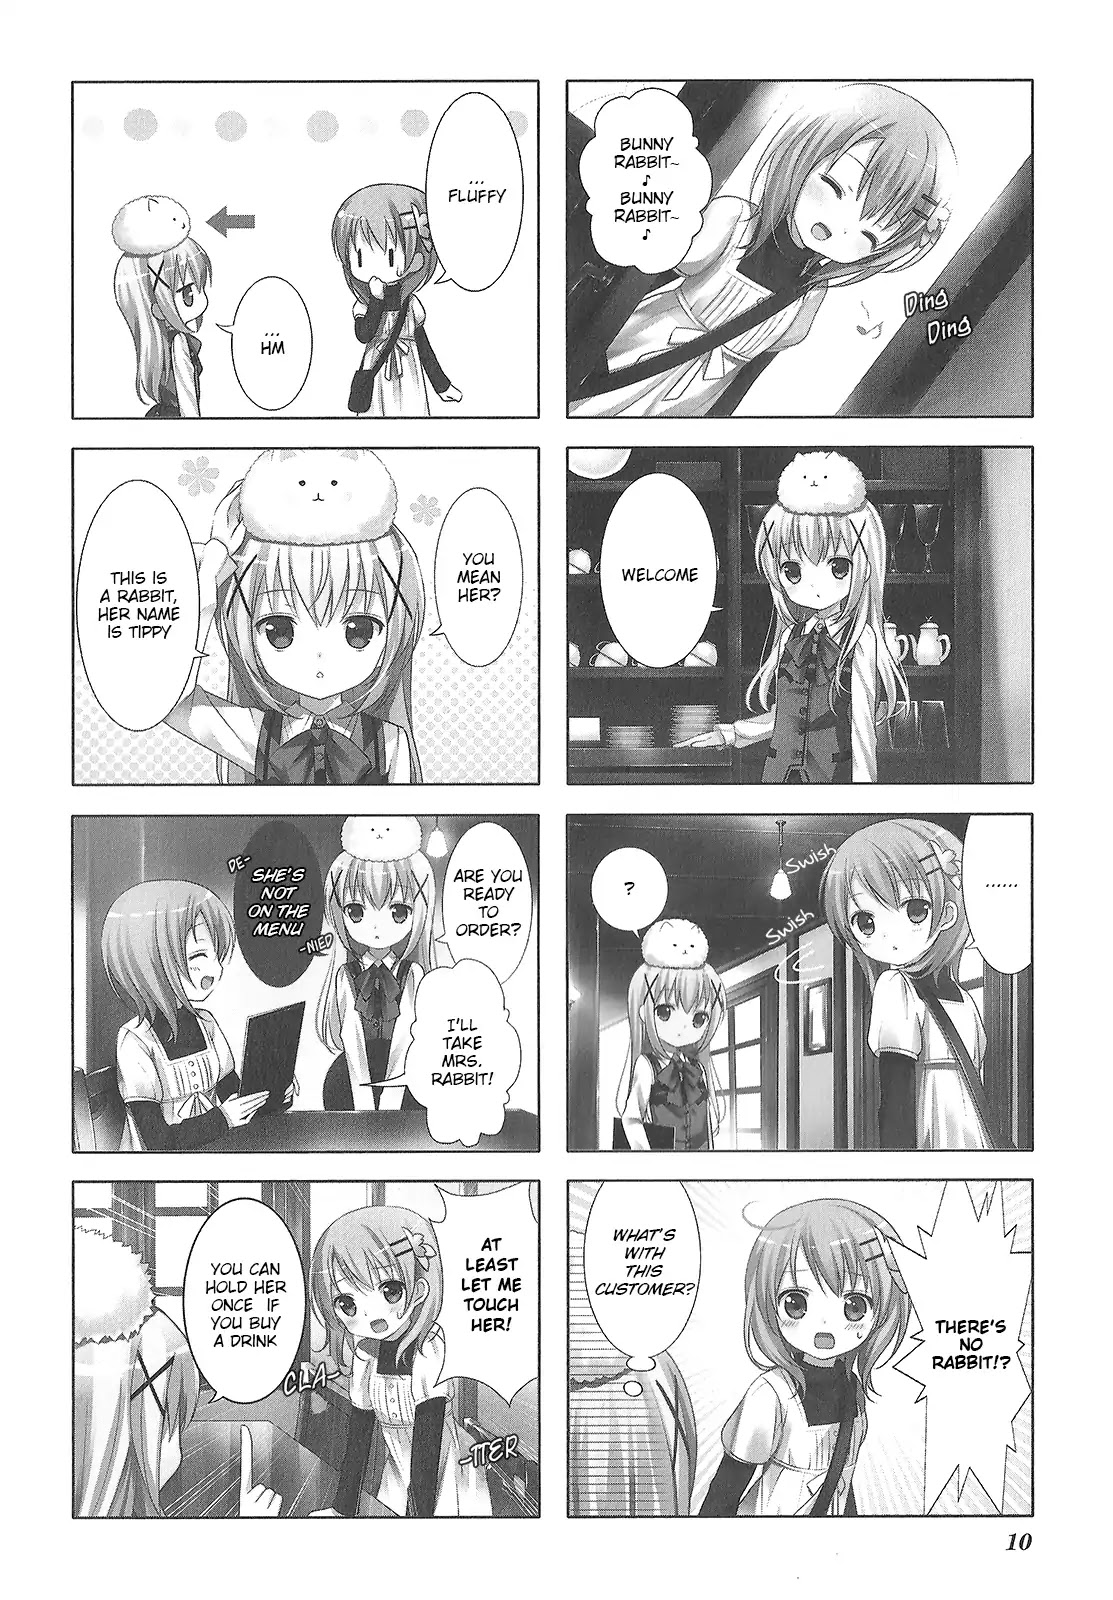 BUNNY
RABBIT~
♪
BUNNY
RABBIT~
♪
Ding
Ding
WELCOME
......
Swish
Swish
?
THERE'S
NO
RABBIT!?
WHAT'S
WITH
THIS
CUSTOMER?
...
FLUFFY
...
HM
YOU
MEAN
HER?
THIS IS
A RABBIT,
HER NAME
IS TIPPY
ARE YOU
READY
TO
ORDER?
I'LL
TAKE
MRS.
RABBIT!
DE-
SHE'S
NOT
ON THE
MENU
-NIED
AT
LEAST
LET ME
TOUCH
HER!
YOU CAN
HOLD HER
ONCE IF
YOU BUY
A DRINK
CLA-
-TTER
10